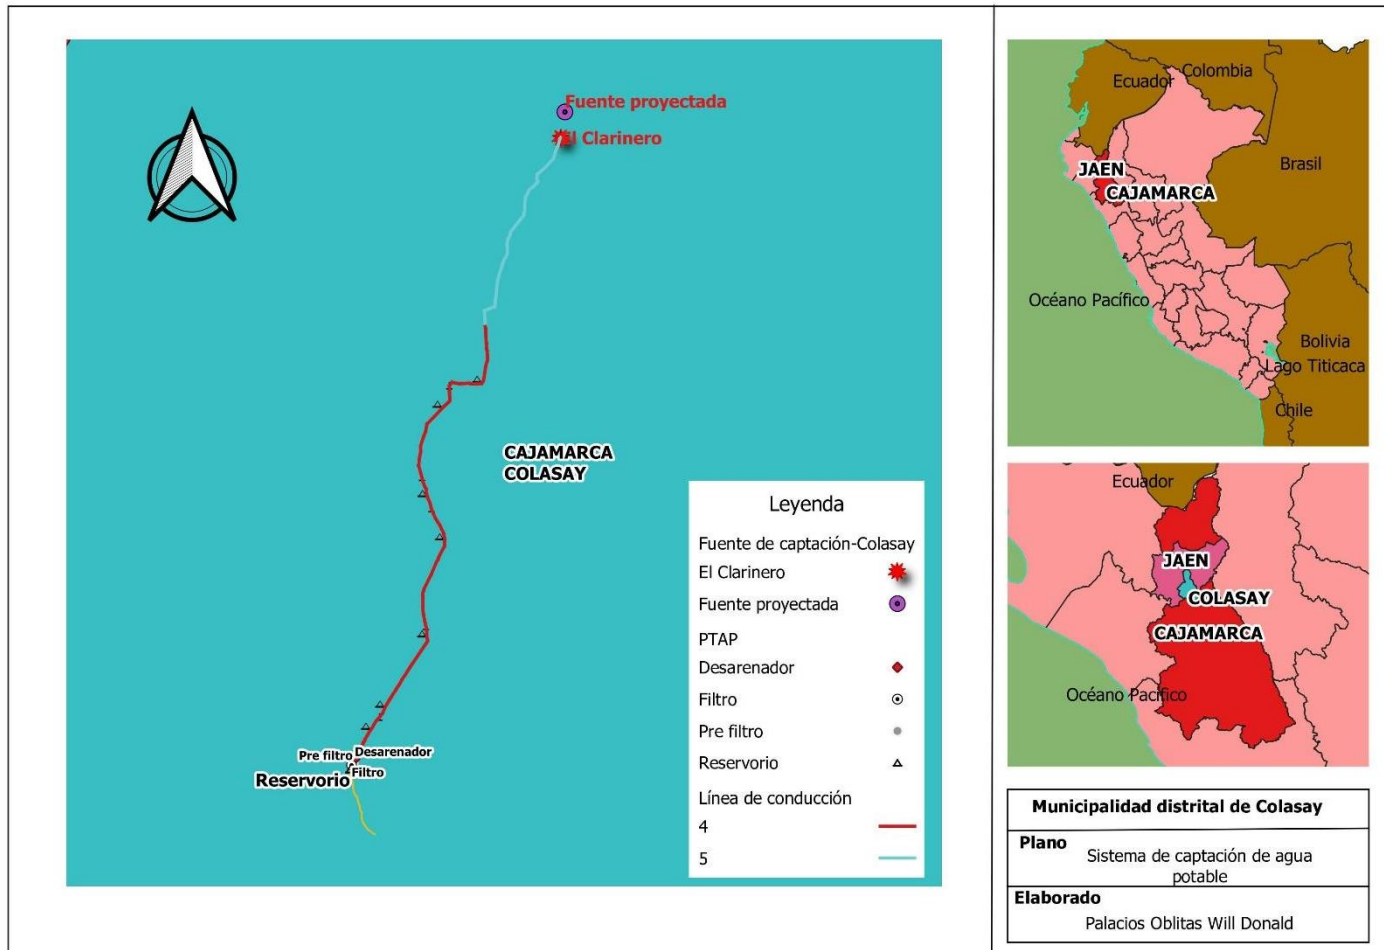 Fuente proyectada
El Clarinero
CAJAMARCA
COLASAY
Pre filtro
Desarenador
Reservorio
Filtro
Leyenda
Fuente de captación-Colasay
El Clarinero
Fuente proyectada
PTAP
Desarenador
Filtro
Pre filtro
Reservorio
Línea de conducción
4
5
Colombia
Ecuador
Brasil
JAEN
CAJAMARCA
Océano Pacífico
Bolivia
Lago Titicaca
Chile
Ecuador
JAEN
COLASAY
CAJAMARCA
Océano Pacífico
Municipalidad distrital de Colasay
Plano
Sistema de captación de agua
potable
Elaborado
Palacios Oblitas Will Donald